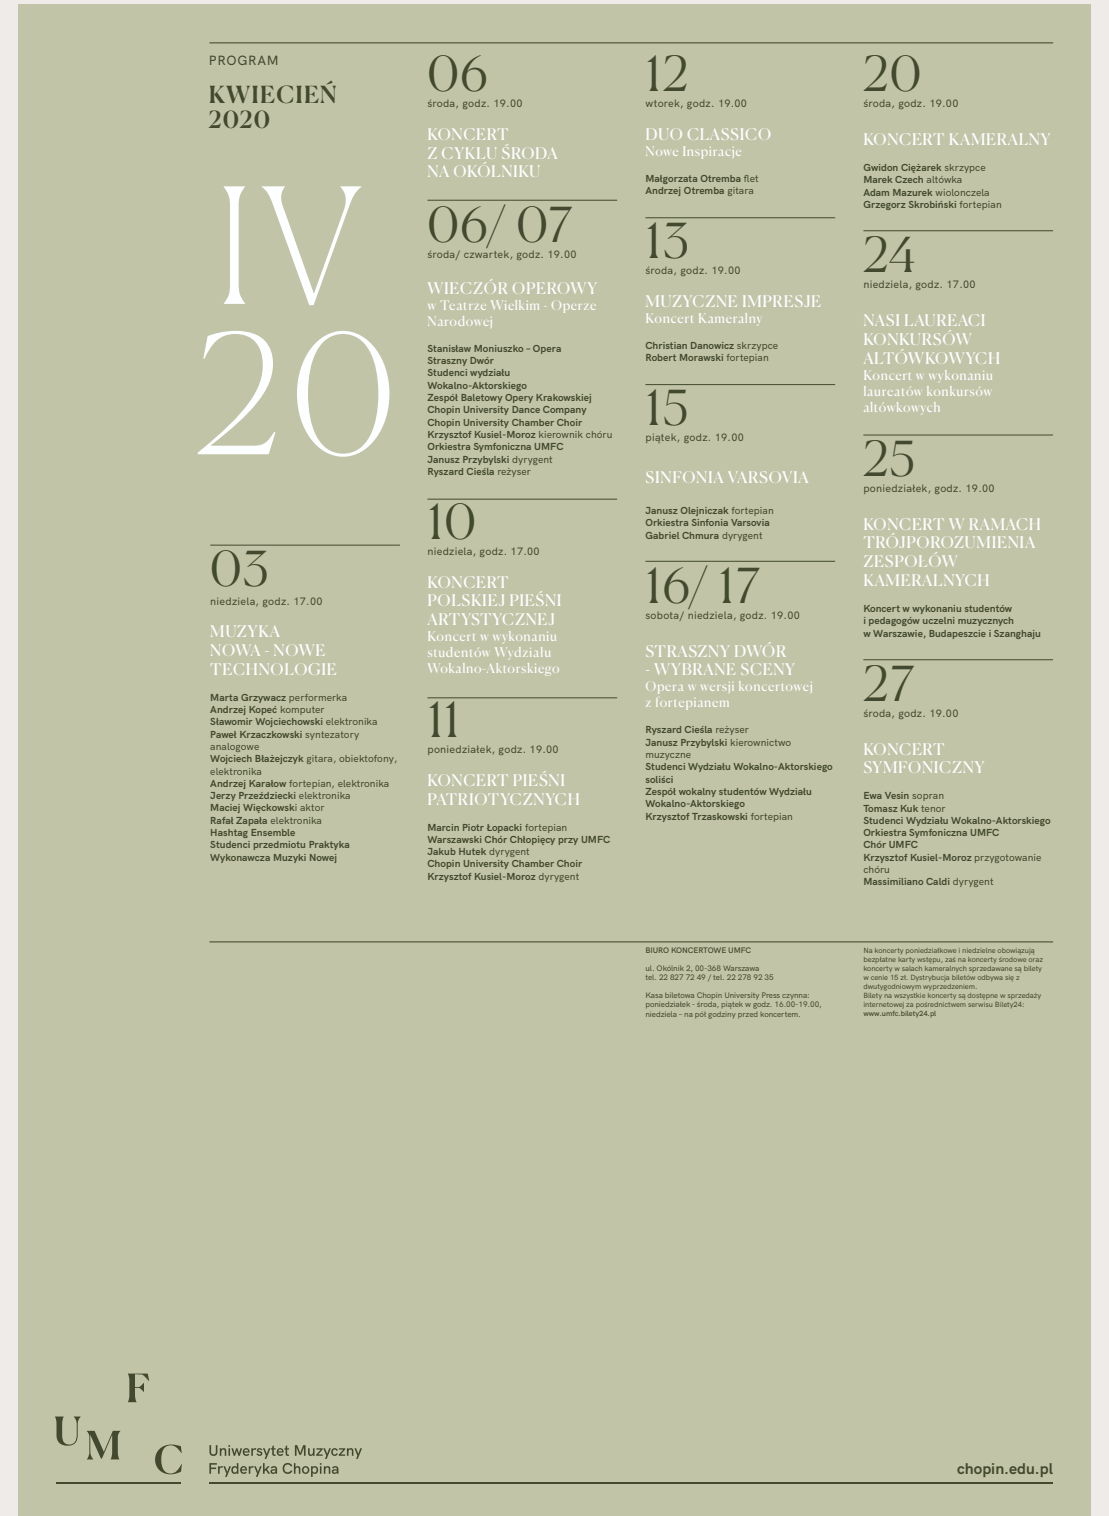 PROGRAM
KWIECIEŃ
2020
IV
20
03
niedziela, godz. 17.00
MUZYKA
NOWA - NOWE
TECHNOLOGIE
Marta Grzywacz performerka
Andrzej Kopeć komputer
Sławomir Wojciechowski elektronika
Paweł Krzaczkowski syntezatory
analogowe
Wojciech Błażejczyk gitara, obiektofony,
elektronika
Andrzej Karałow fortepian, elektronika
Jerzy Przeździecki elektronika
Maciej Więckowski aktor
Rafał Zapała elektronika
Hashtag Ensemble
Studenci przedmiotu Praktyka
Wykonawcza Muzyki Nowej
06
środa, godz. 19.00
KONCERT
Z CYKLU ŚRODA
NA OKÓLNIKU
06/ 07
środa/ czwartek, godz. 19.00
WIECZÓR OPEROWY
w Teatrze Wielkim - Operze
Narodowej
Stanisław Moniuszko – Opera
Straszny Dwór
Studenci wydziału
Wokalno-Aktorskiego
Zespół Baletowy Opery Krakowskiej
Chopin University Dance Company
Chopin University Chamber Choir
Krzysztof Kusiel-Moroz kierownik chóru
Orkiestra Symfoniczna UMFC
Janusz Przybylski dyrygent
Ryszard Cieśla reżyser
10
niedziela, godz. 17.00
KONCERT
POLSKIEJ PIEŚNI
ARTYSTYCZNEJ
Koncert w wykonaniu
studentów Wydziału
Wokalno-Aktorskiego
11
poniedziałek, godz. 19.00
KONCERT PIEŚNI
PATRIOTYCZNYCH
Marcin Piotr Łopacki fortepian
Warszawski Chór Chłopięcy przy UMFC
Jakub Hutek dyrygent
Chopin University Chamber Choir
Krzysztof Kusiel-Moroz dyrygent
12
wtorek, godz. 19.00
DUO CLASSICO
Nowe Inspiracje
Małgorzata Otremba flet
Andrzej Otremba gitara
13
środa, godz. 19.00
MUZYCZNE IMPRESJE
Koncert Kameralny
Christian Danowicz skrzypce
Robert Morawski fortepian
15
piątek, godz. 19.00
SINFONIA VARSOVIA
Janusz Olejniczak fortepian
Orkiestra Sinfonia Varsovia
Gabriel Chmura dyrygent
16/ 17
sobota/ niedziela, godz. 19.00
STRASZNY DWÓR
- WYBRANE SCENY
Opera w wersji koncertowej
z fortepianem
Ryszard Cieśla reżyser
Janusz Przybylski kierownictwo
muzyczne
Studenci Wydziału Wokalno-Aktorskiego
soliści
Zespół wokalny studentów Wydziału
Wokalno-Aktorskiego
Krzysztof Trzaskowski fortepian
20
środa, godz. 19.00
KONCERT KAMERALNY
Gwidon Ciężarek skrzypce
Marek Czech altówka
Adam Mazurek wiolonczela
Grzegorz Skrobiński fortepian
24
niedziela, godz. 17.00
NASI LAUREACI
KONKURSÓW
ALTÓWKOWYCH
Koncert w wykonaniu
laureatów konkursów
altówkowych
25
poniedziałek, godz. 19.00
KONCERT W RAMACH
TRÓJPOROZUMIENIA
ZESPOŁÓW
KAMERALNYCH
Koncert w wykonaniu studentów
i pedagogów uczelni muzycznych
w Warszawie, Budapeszcie i Szanghaju
27
środa, godz. 19.00
KONCERT
SYMFONICZNY
Ewa Vesin sopran
Tomasz Kuk tenor
Studenci Wydziału Wokalno-Aktorskiego
Orkiestra Symfoniczna UMFC
Chór UMFC
Krzysztof Kusiel-Moroz przygotowanie
chóru
Massimiliano Caldi dyrygent
BIURO KONCERTOWE UMFC
ul. Okólnik 2, 00-368 Warszawa
tel. 22 827 72 49 / tel. 22 278 92 35
Kasa biletowa Chopin University Press czynna:
poniedziałek - środa, piątek w godz. 16.00-19.00,
niedziela – na pół godziny przed koncertem.
Na koncerty poniedziałkowe i niedzielne obowiązują
bezpłatne karty wstępu, zaś na koncerty środowe oraz
koncerty w salach kameralnych sprzedawane są bilety
w cenie 15 zł. Dystrybucja biletów odbywa się z
dwutygodniowym wyprzedzeniem.
Bilety na wszystkie koncerty są dostępne w sprzedaży
internetowej za pośrednictwem serwisu Bilety24:
www.umfc.bilety24.pl
U M F C
Uniwersytet Muzyczny
Fryderyka Chopina
chopin.edu.pl